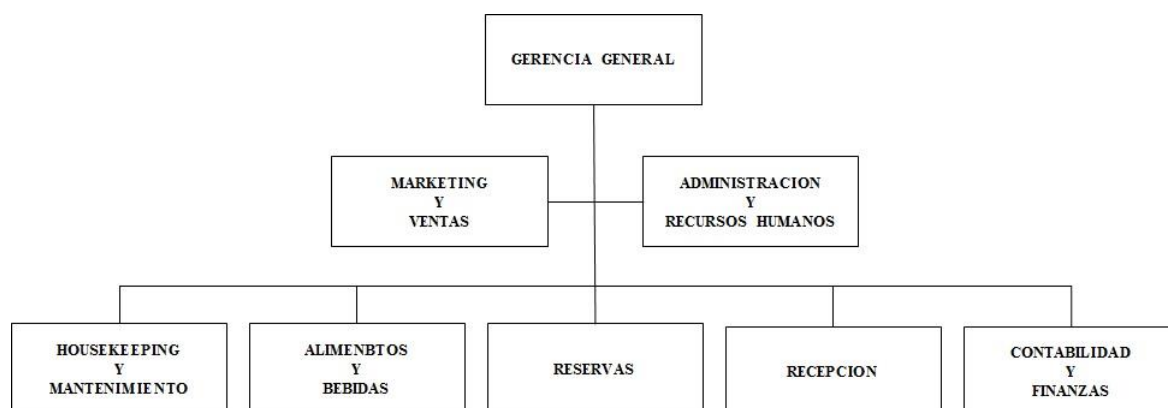 GERENCIA GENERAL
MARKETING
Y
VENTAS
ADMINISTRACION
Y
RECURSOS HUMANOS
HOUSEKEEPING
Y
MANTENIMIENTO
ALIMENBTOS
Y
BEBIDAS
RESERVAS
RECEPCION
CONTABILIDAD
Y
FINANZAS